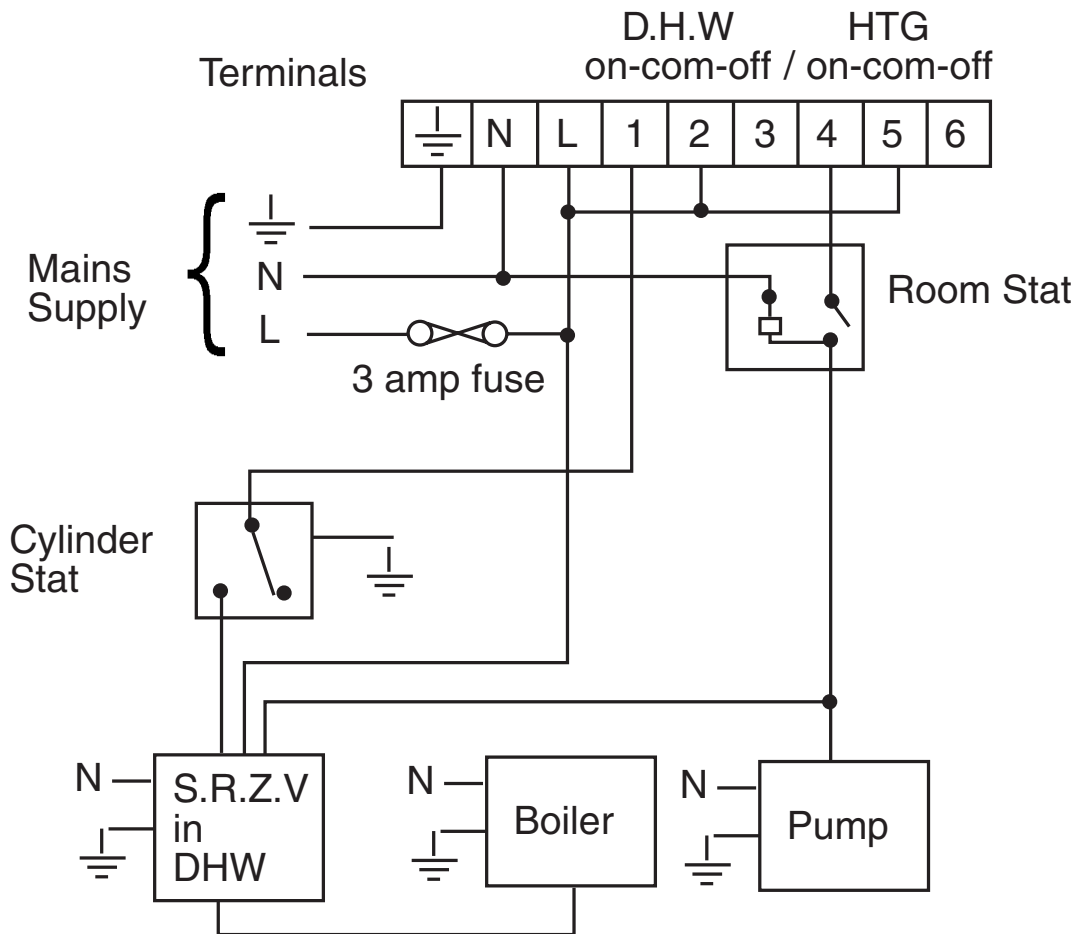 D.H.W HTG
on-com-off / on-com-off
Terminals
N L 1 2 3 4 5 6
Mains
Supply
N
L
3 amp fuse
Room Stat
Cylinder
Stat
N
S.R.Z.V
in
DHW
N
Boiler
N
Pump